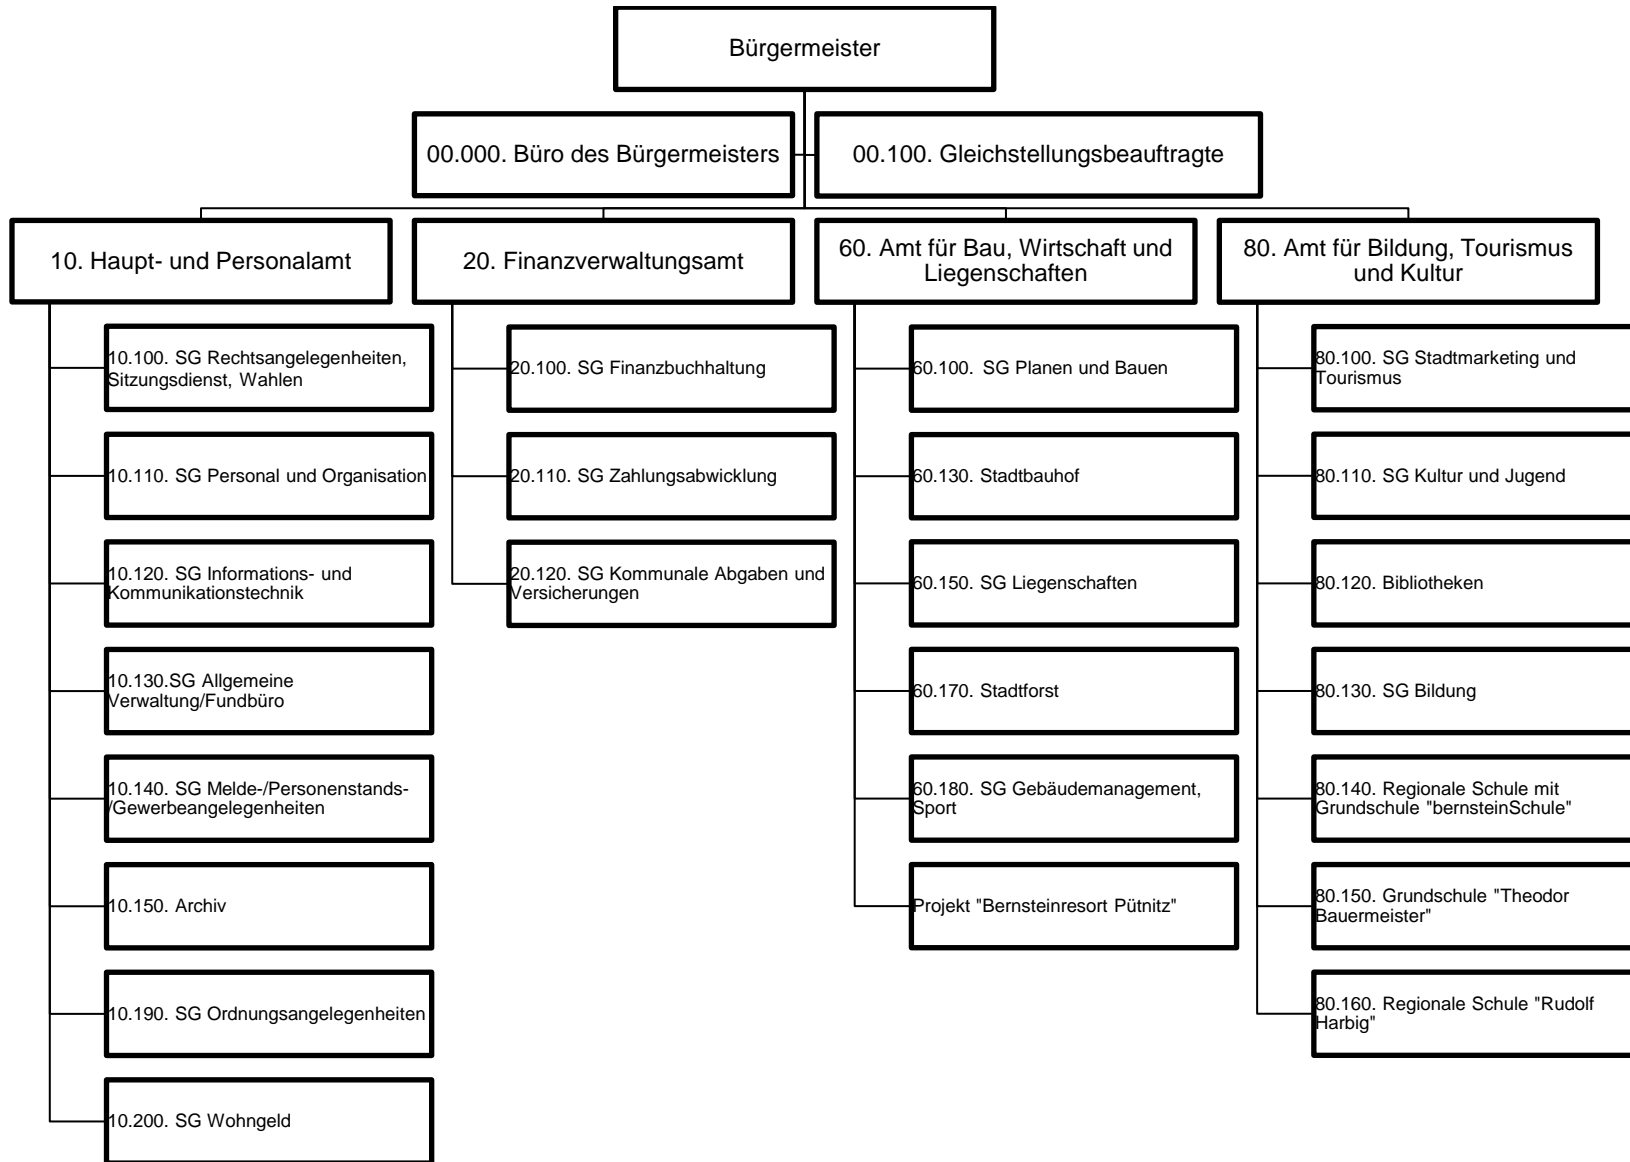 Bürgermeister
00.000. Büro des Bürgermeisters
00.100. Gleichstellungsbeauftragte
10. Haupt- und Personalamt
10.100. SG Rechtsangelegenheiten,
Sitzungsdienst, Wahlen
10.110. SG Personal und Organisation
10.120. SG Informations- und
Kommunikationstechnik
10.130.SG Allgemeine
Verwaltung/Fundbüro
10.140. SG Melde-/Personenstands-
/Gewerbeangelegenheiten
10.150. Archiv
10.190. SG Ordnungsangelegenheiten
10.200. SG Wohngeld
20. Finanzverwaltungsamt
20.100. SG Finanzbuchhaltung
20.110. SG Zahlungsabwicklung
20.120. SG Kommunale Abgaben und
Versicherungen
60. Amt für Bau, Wirtschaft und
Liegenschaften
60.100. SG Planen und Bauen
60.130. Stadtbauhof
60.150. SG Liegenschaften
60.170. Stadtforst
60.180. SG Gebäudemanagement,
Sport
Projekt "Bernsteinresort Pütnitz"
80. Amt für Bildung, Tourismus
und Kultur
80.100. SG Stadtmarketing und
Tourismus
80.110. SG Kultur und Jugend
80.120. Bibliotheken
80.130. SG Bildung
80.140. Regionale Schule mit
Grundschule "bernsteinSchule"
80.150. Grundschule "Theodor
Bauermeister"
80.160. Regionale Schule "Rudolf
Harbig"